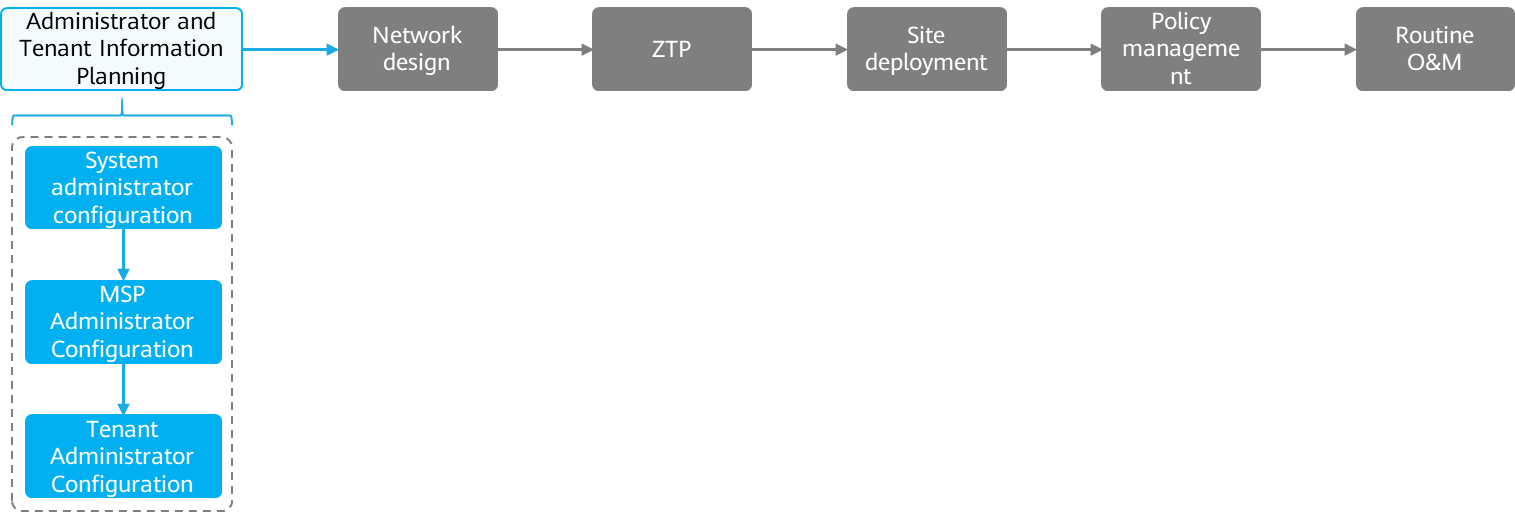 Administrator and
Tenant Information
Planning
Network
design
ZTP
Site
deployment
Policy
manageme
nt
Routine
O&M
System
administrator
configuration
MSP
Administrator
Configuration
Tenant
Administrator
Configuration